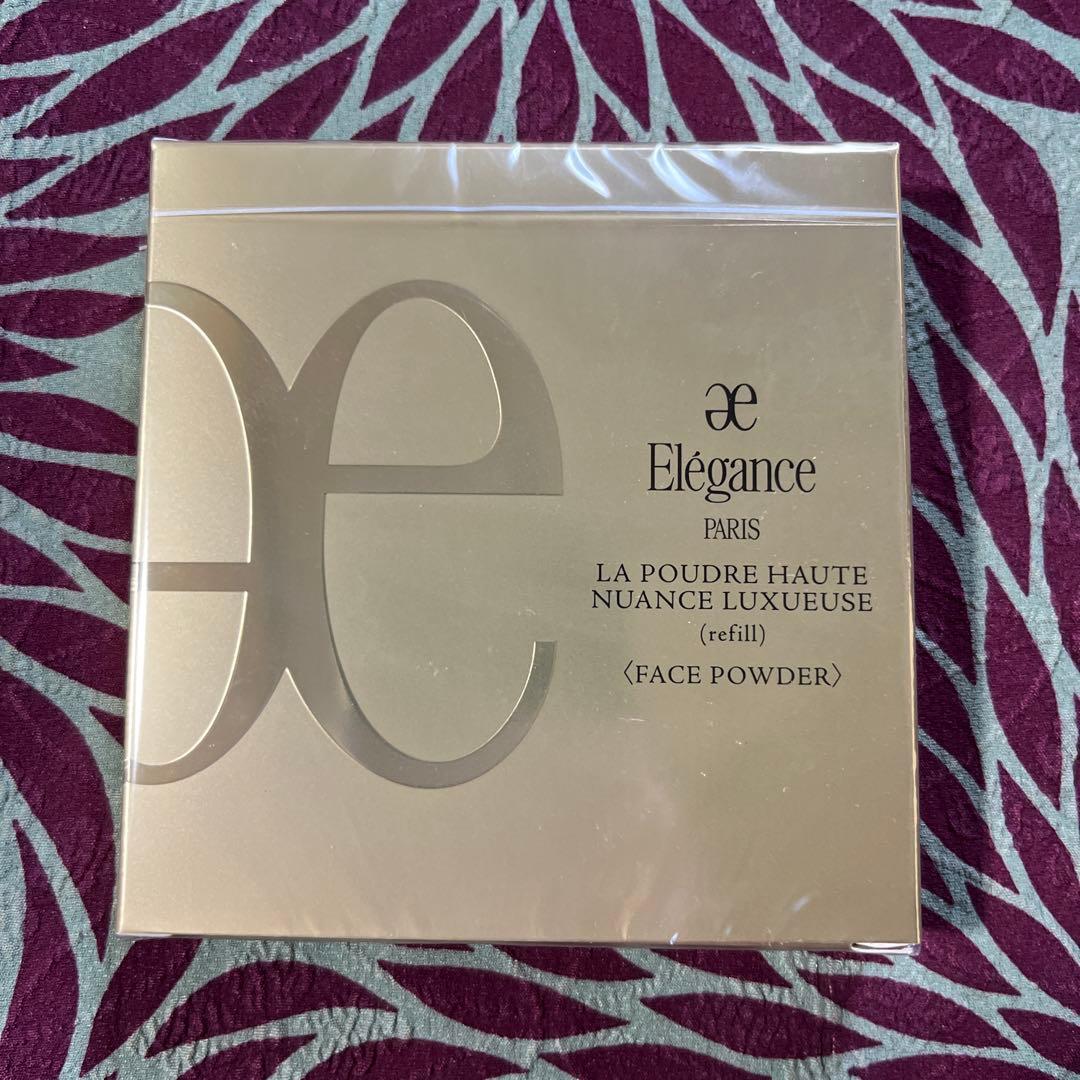 æ
Elégance
PARIS
LA POUDRE HAUTE
NUANCE LUXUEUSE
(refill)
〈FACE POWDER〉